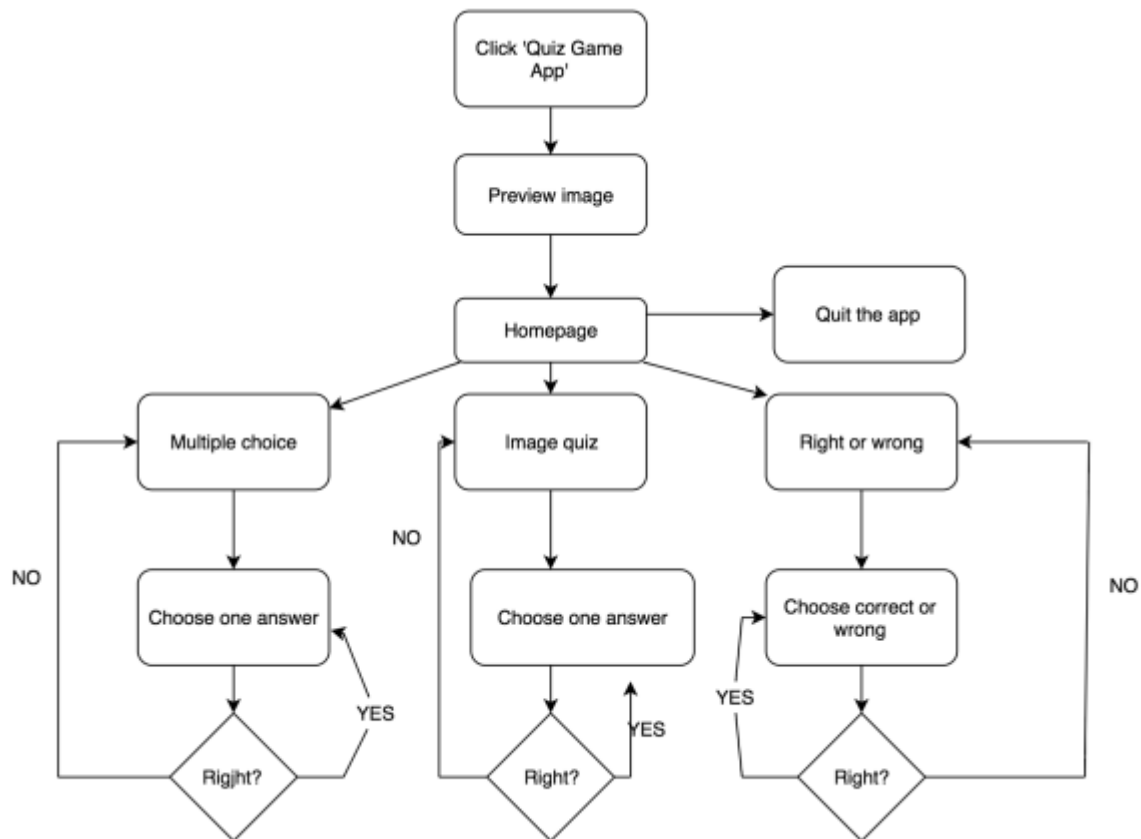 Click 'Quiz Game
App'
Preview image
Homepage
Quit the app
Multiple choice
Image quiz
Right or wrong
NO
NO
NO
Choose one answer
Choose one answer
Choose correct or
wrong
YES
YES
YES
Rigjht?
Right?
Right?